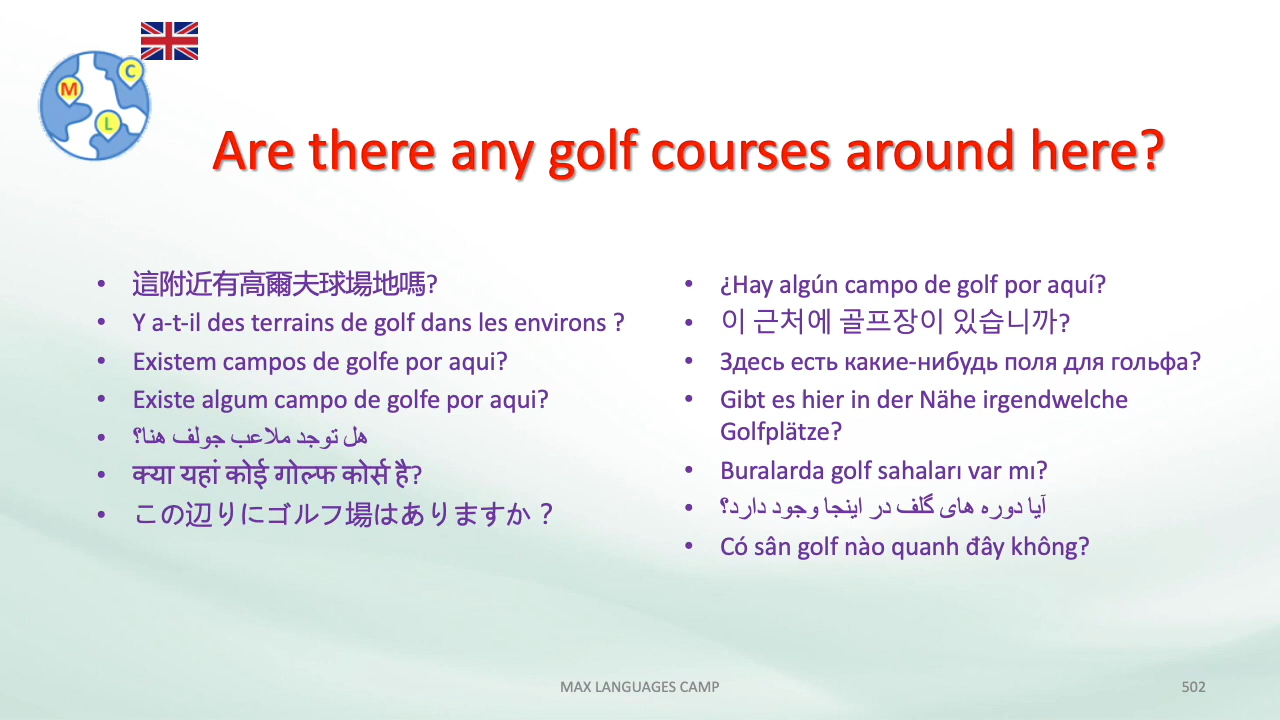 M C L
Are there any golf courses around here?
• 這附近有高爾夫球場地嗎?
• Y a-t-il des terrains de golf dans les environs ?
• Existem campos de golfe por aqui?
• Existe algum campo de golfe por aqui?
• هل توجد ملاعب جولف هنا؟
• क्या यहां कोई गोल्फ कोर्स है?
• この辺りにゴルフ場はありますか？
• ¿Hay algún campo de golf por aquí?
• 이 근처에 골프장이 있습니까?
• Здесь есть какие-нибудь поля для гольфа?
• Gibt es hier in der Nähe irgendwelche
Golfplätze?
• Buralarda golf sahaları var mı?
• آیا دوره های گلف در اینجا وجود دارد؟
• Có sân golf nào quanh đây không?
MAX LANGUAGES CAMP
502